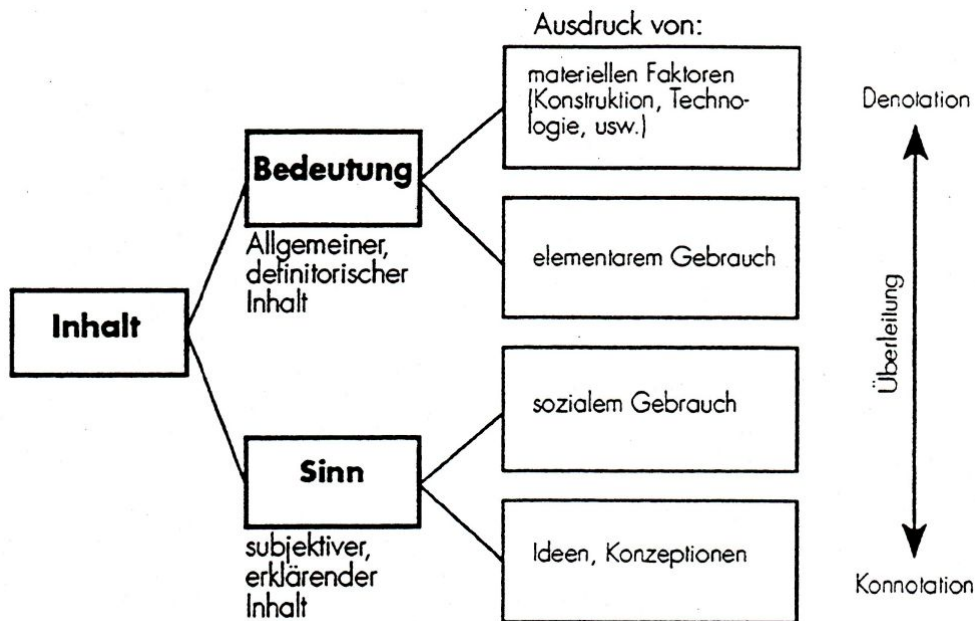 Ausdruck von:
materiellen Faktoren
(Konstruktion, Techno-
logie, usw.)
Denotation
Bedeutung
Allgemeiner,
definitorischer
Inhalt
elementarem Gebrauch
Inhalt
Überleitung
sozialem Gebrauch
Sinn
subjektiver,
erklärender
Inhalt
Ideen, Konzeptionen
Konnotation